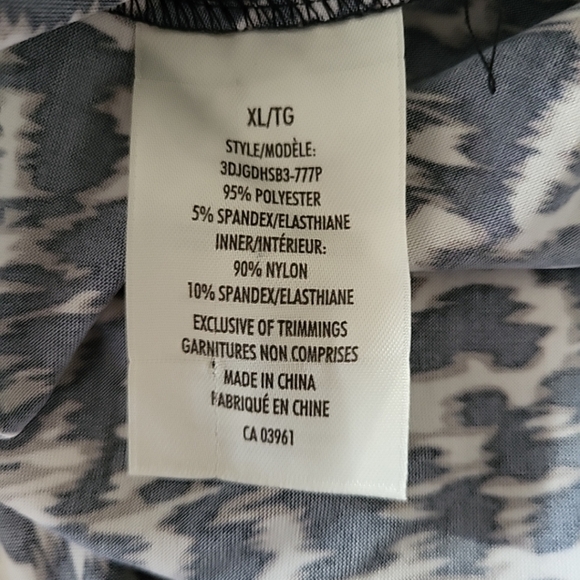 XL/TG
STYLE/MODÈLE:
3DJGDHSB3-777P
95% POLYESTER
5% SPANDEX/ELASTHIANE
INNER/INTÉRIEUR:
90% NYLON
10% SPANDEX/ELASTHIANE
EXCLUSIVE OF TRIMMINGS
GARNITURES NON COMPRISES
MADE IN CHINA
FABRIQUÉ EN CHINE
CA 03961